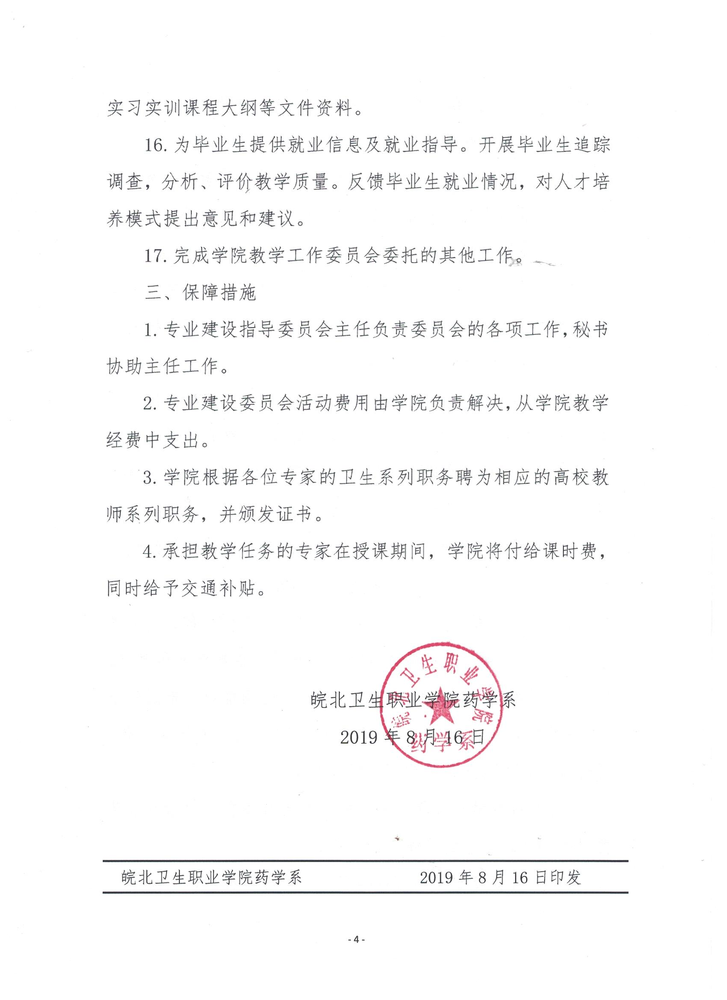 实习实训课程大纲等文件资料。
16. 为毕业生提供就业信息及就业指导。开展毕业生追踪
调查，分析、评价教学质量。反馈毕业生就业情况，对人才培
养模式提出意见和建议。
17. 完成学院教学工作委员会委托的其他工作。
三、保障措施
1. 专业建设指导委员会主任负责委员会的各项工作，秘书
协助主任工作。
2. 专业建设委员会活动费用由学院负责解决，从学院教学
经费中支出。
3. 学院根据各位专家的卫生系列职务聘为相应的高校教
师系列职务，并颁发证书。
4. 承担教学任务的专家在授课期间，学院将付给课时费，
同时给予交通补贴。
皖北卫生职业学院
皖北卫生职业学院药学系
2019 年 8 月 16 日
药学系
皖北卫生职业学院药学系 2019 年 8 月 16 日印发
- 4 -